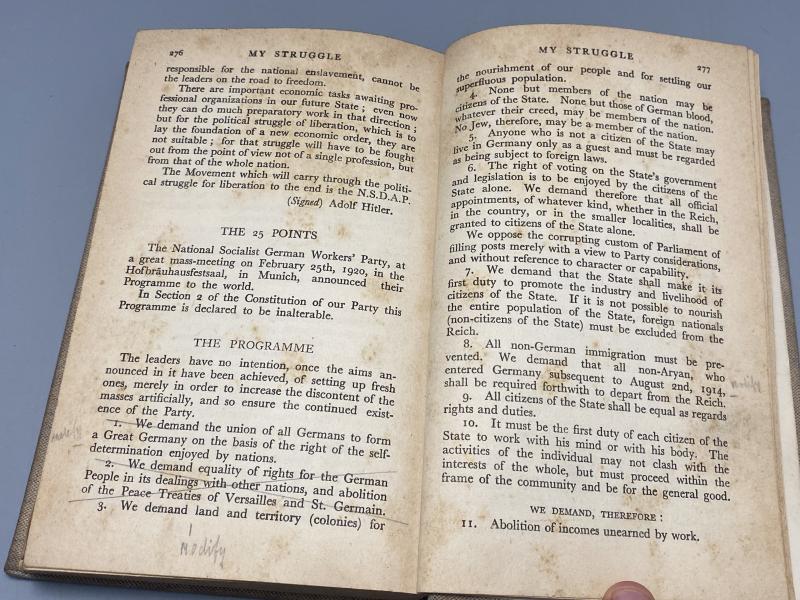 276
MY STRUGGLE
responsible for the national enslavement, cannot be
the leaders on the road to freedom.
There are important economic tasks awaiting pro-
fessional organizations in our future State; even now
they can do much preparatory work in that direction;
but for the political struggle of liberation, which is to
lay the foundation of a new economic order, they are
not suitable; for that struggle will have to be fought
out from the point of view not of a single profession, but
from that of the whole nation.
The Movement which will carry through the politi-
cal struggle for liberation to the end is the N.S.D.A.P.
(Signed) Adolf Hitler.
THE 25 POINTS
The National Socialist German Workers' Party, at
a great mass-meeting on February 25th, 1920, in the
Hofbräuhausfestsaal, in Munich, announced their
Programme to the world.
In Section 2 of the Constitution of our Party this
Programme is declared to be inalterable.
THE PROGRAMME
The leaders have no intention, once the aims an-
nounced in it have been achieved, of setting up fresh
ones, merely in order to increase the discontent of the
masses artificially, and so ensure the continued exist-
ence of the Party.
1. We demand the union of all Germans to form
a Great Germany on the basis of the right of the self-
determination enjoyed by nations.
2. We demand equality of rights for the German
People in its dealings with other nations, and abolition
of the Peace Treaties of Versailles and St. Germain.
3. We demand land and territory (colonies) for
Modify
MY STRUGGLE
277
the nourishment of our people and for settling our
superfluous population.
4. None but members of the nation may be
citizens of the State. None but those of German blood,
whatever their creed, may be members of the nation.
No Jew, therefore, may be a member of the nation.
5. Anyone who is not a citizen of the State may
live in Germany only as a guest and must be regarded
as being subject to foreign laws.
6. The right of voting on the State's government
and legislation is to be enjoyed by the citizens of the
State alone. We demand therefore that all official
appointments, of whatever kind, whether in the Reich,
in the country, or in the smaller localities, shall be
granted to citizens of the State alone.
We oppose the corrupting custom of Parliament of
filling posts merely with a view to Party considerations,
and without reference to character or capability.
7. We demand that the State shall make it its
first duty to promote the industry and livelihood of
citizens of the State. If it is not possible to nourish
the entire population of the State, foreign nationals
(non-citizens of the State) must be excluded from the
Reich.
8. All non-German immigration must be pre-
vented. We demand that all non-Aryan, who
entered Germany subsequent to August 2nd, 1914,
shall be required forthwith to depart from the Reich.
modify
9. All citizens of the State shall be equal as regards
rights and duties.
10. It must be the first duty of each citizen of the
State to work with his mind or with his body. The
activities of the individual may not clash with the
interests of the whole, but must proceed within the
frame of the community and be for the general good.
WE DEMAND, THEREFORE:
11. Abolition of incomes unearned by work.